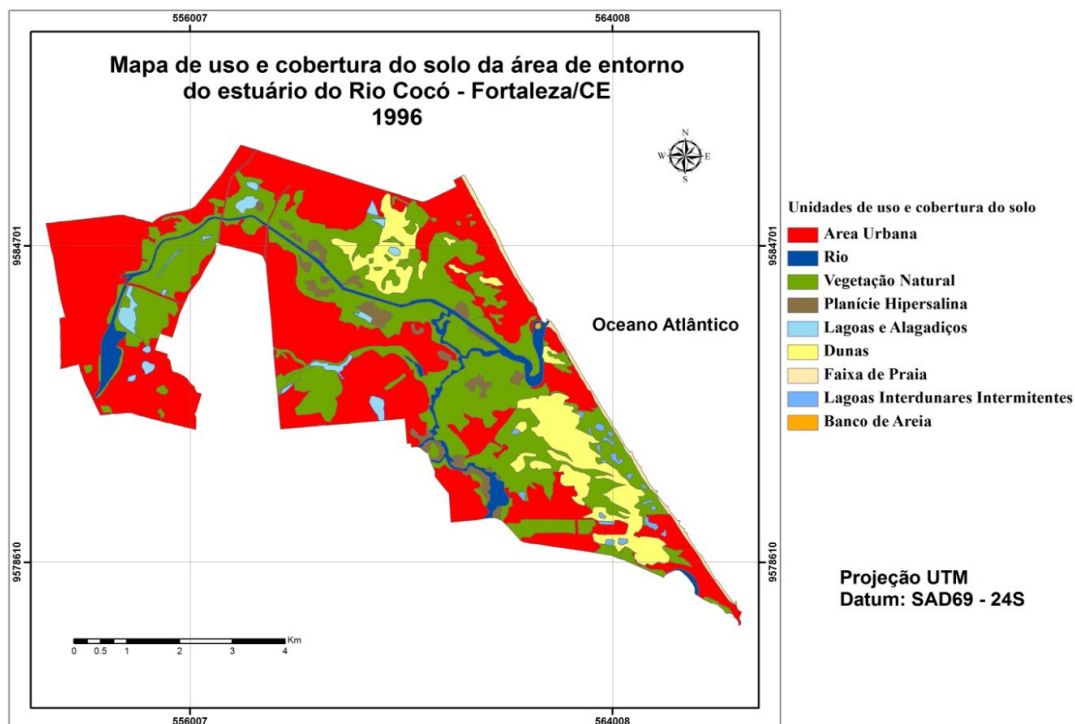 556007
564008
Mapa de uso e cobertura do solo da área de entorno
do estuário do Rio Cocó - Fortaleza/CE
1996
N
W E
S
9584701
9584701
Oceano Atlântico
9578610
9578610
Km
0 0.5 1 2 3 4
556007
564008
Unidades de uso e cobertura do solo
Area Urbana
Rio
Vegetação Natural
Planície Hipersalina
Lagoas e Alagadiços
Dunas
Faixa de Praia
Lagoas Interdunares Intermitentes
Banco de Areia
Projeção UTM
Datum: SAD69 - 24S